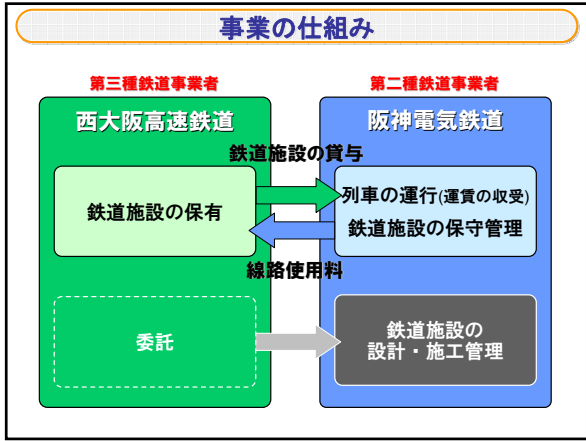 事業の仕組み
第三種鉄道事業者
第二種鉄道事業者
西大阪高速鉄道
阪神電気鉄道
鉄道施設の貸与
鉄道施設の保有
列車の運行(運賃の収受)
鉄道施設の保守管理
線路使用料
委託
鉄道施設の
設計・施工管理